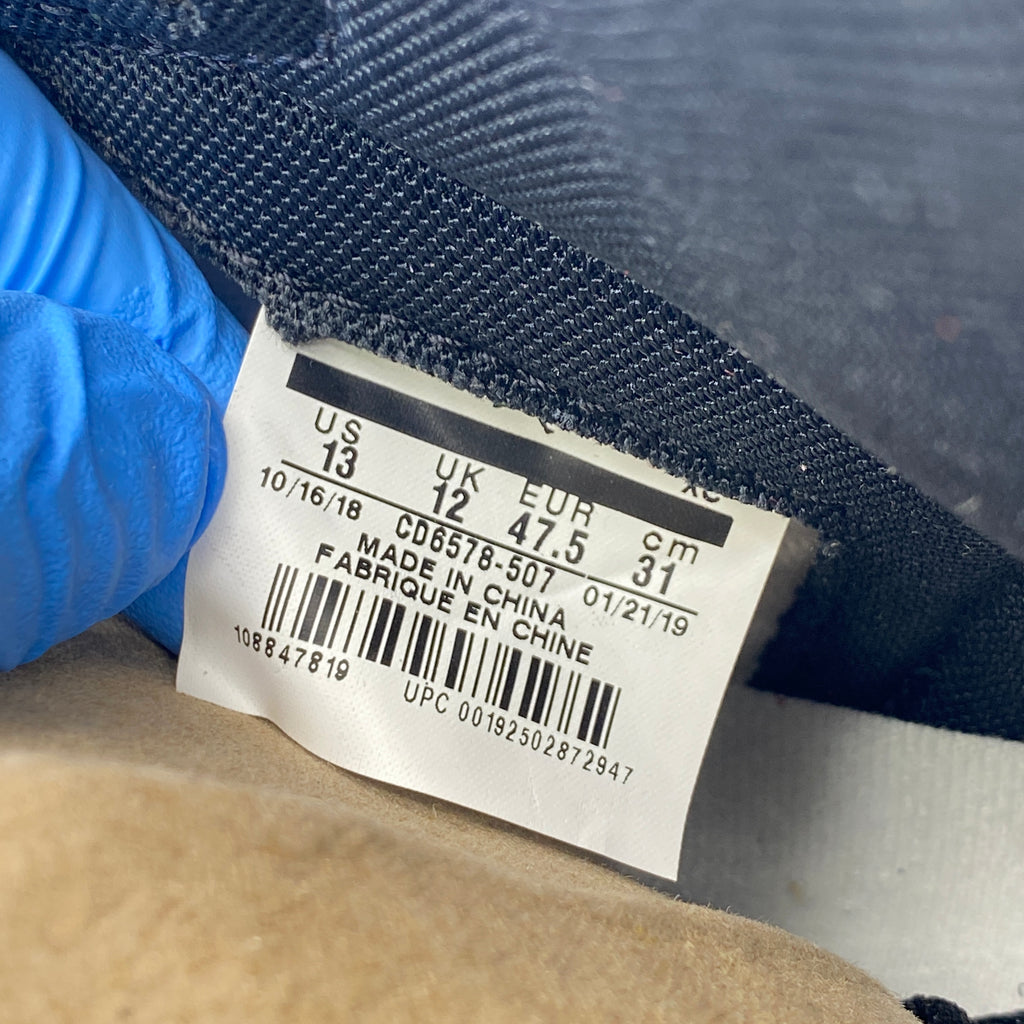 US UK EUR cm
13 12 47.5 31
10/16/18 CD6578-507 01/21/19
MADE IN CHINA
FABRIQUE EN CHINE
108847819
UPC 00192502872947